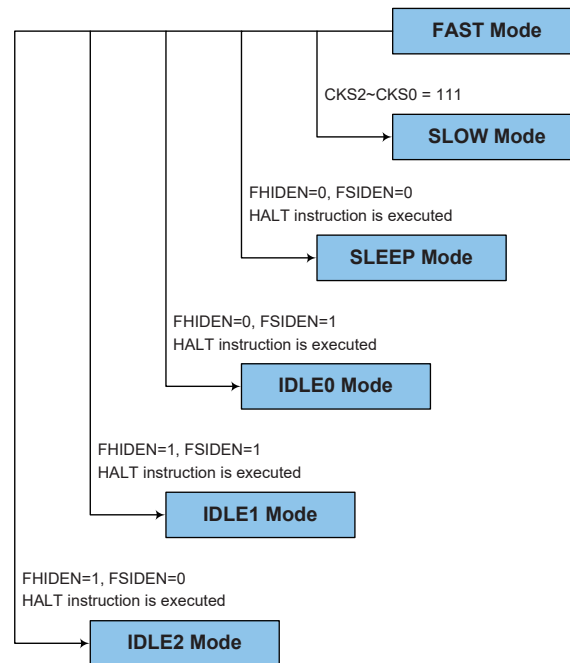 FAST Mode
CKS2~CKS0 = 111
SLOW Mode
FHIDEN=0, FSIDEN=0
HALT instruction is executed
SLEEP Mode
FHIDEN=0, FSIDEN=1
HALT instruction is executed
IDLE0 Mode
FHIDEN=1, FSIDEN=1
HALT instruction is executed
IDLE1 Mode
FHIDEN=1, FSIDEN=0
HALT instruction is executed
IDLE2 Mode